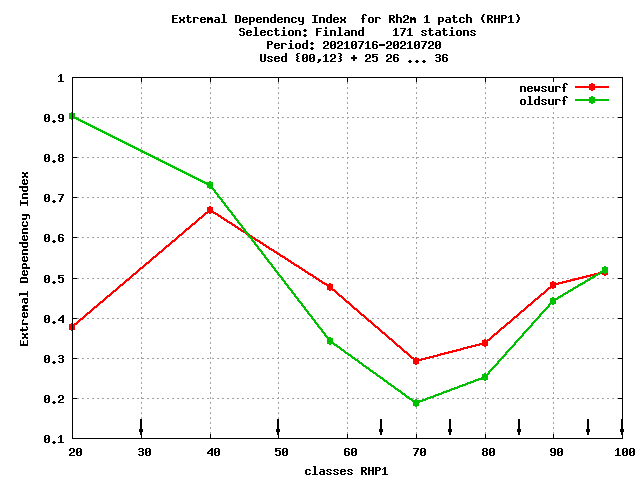 Extremal Dependency Index  for Rh2m 1 patch (RHP1)
Selection: Finland    171 stations
Period: 20210716-20210720
Used {00,12} + 25 26 ... 36
newsurf
oldsurf
1
0.9
0.8
0.7
0.6
0.5
0.4
0.3
0.2
0.1
Extremal Dependency Index
20 30 40 50 60 70 80 90 100
classes RHP1